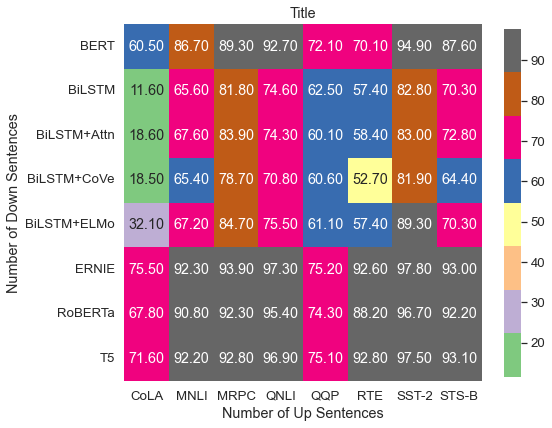 Title
Number of Down Sentences
BERT 60.50 86.70 89.30 92.70 72.10 70.10 94.90 87.60
BiLSTM 11.60 65.60 81.80 74.60 62.50 57.40 82.80 70.30
BiLSTM+Attn 18.60 67.60 83.90 74.30 60.10 58.40 83.00 72.80
BiLSTM+CoVe 18.50 65.40 78.70 70.80 60.60 52.70 81.90 64.40
BiLSTM+ELMo 32.10 67.20 84.70 75.50 61.10 57.40 89.30 70.30
ERNIE 75.50 92.30 93.90 97.30 75.20 92.60 97.80 93.00
RoBERTa 67.80 90.80 92.30 95.40 74.30 88.20 96.70 92.20
T5 71.60 92.20 92.80 96.90 75.10 92.80 97.50 93.10
CoLA MNLI MRPC QNLI QQP RTE SST-2 STS-B
Number of Up Sentences
90
80
70
60
50
40
30
20